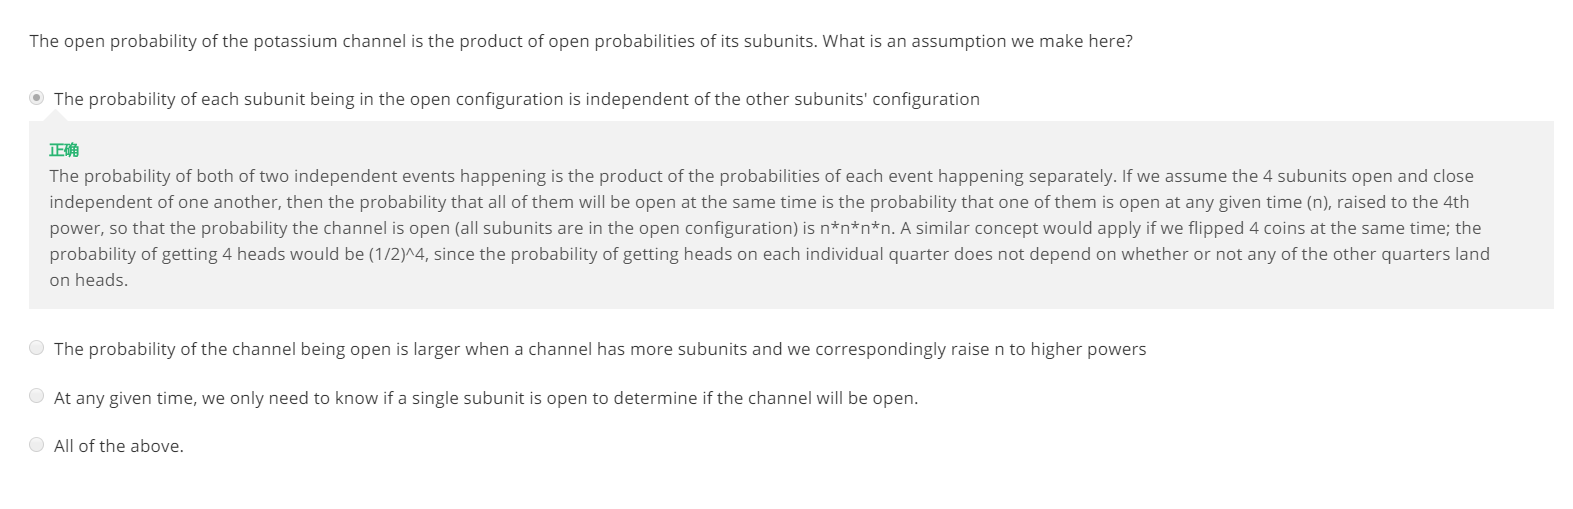 The open probability of the potassium channel is the product of open probabilities of its subunits. What is an assumption we make here?
The probability of each subunit being in the open configuration is independent of the other subunits' configuration
正确
The probability of both of two independent events happening is the product of the probabilities of each event happening separately. If we assume the 4 subunits open and close
independent of one another, then the probability that all of them will be open at the same time is the probability that one of them is open at any given time (n), raised to the 4th
power, so that the probability the channel is open (all subunits are in the open configuration) is n*n*n*n. A similar concept would apply if we flipped 4 coins at the same time; the
probability of getting 4 heads would be (1/2)^4, since the probability of getting heads on each individual quarter does not depend on whether or not any of the other quarters land
on heads.
The probability of the channel being open is larger when a channel has more subunits and we correspondingly raise n to higher powers
At any given time, we only need to know if a single subunit is open to determine if the channel will be open.
All of the above.